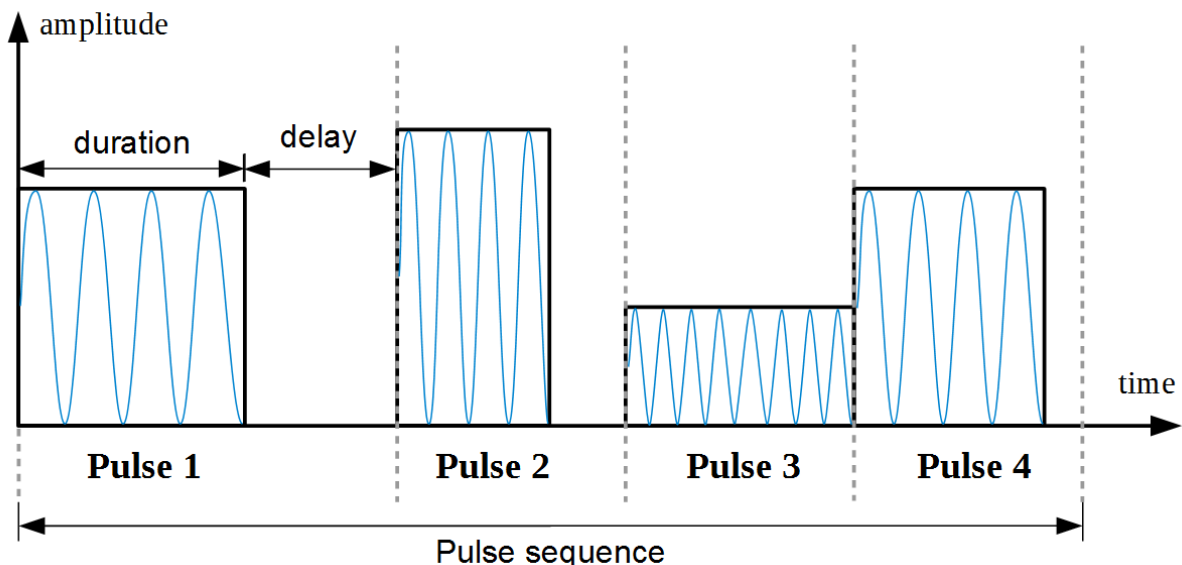 amplitude
duration
delay
time
Pulse 1
Pulse 2
Pulse 3
Pulse 4
Pulse sequence